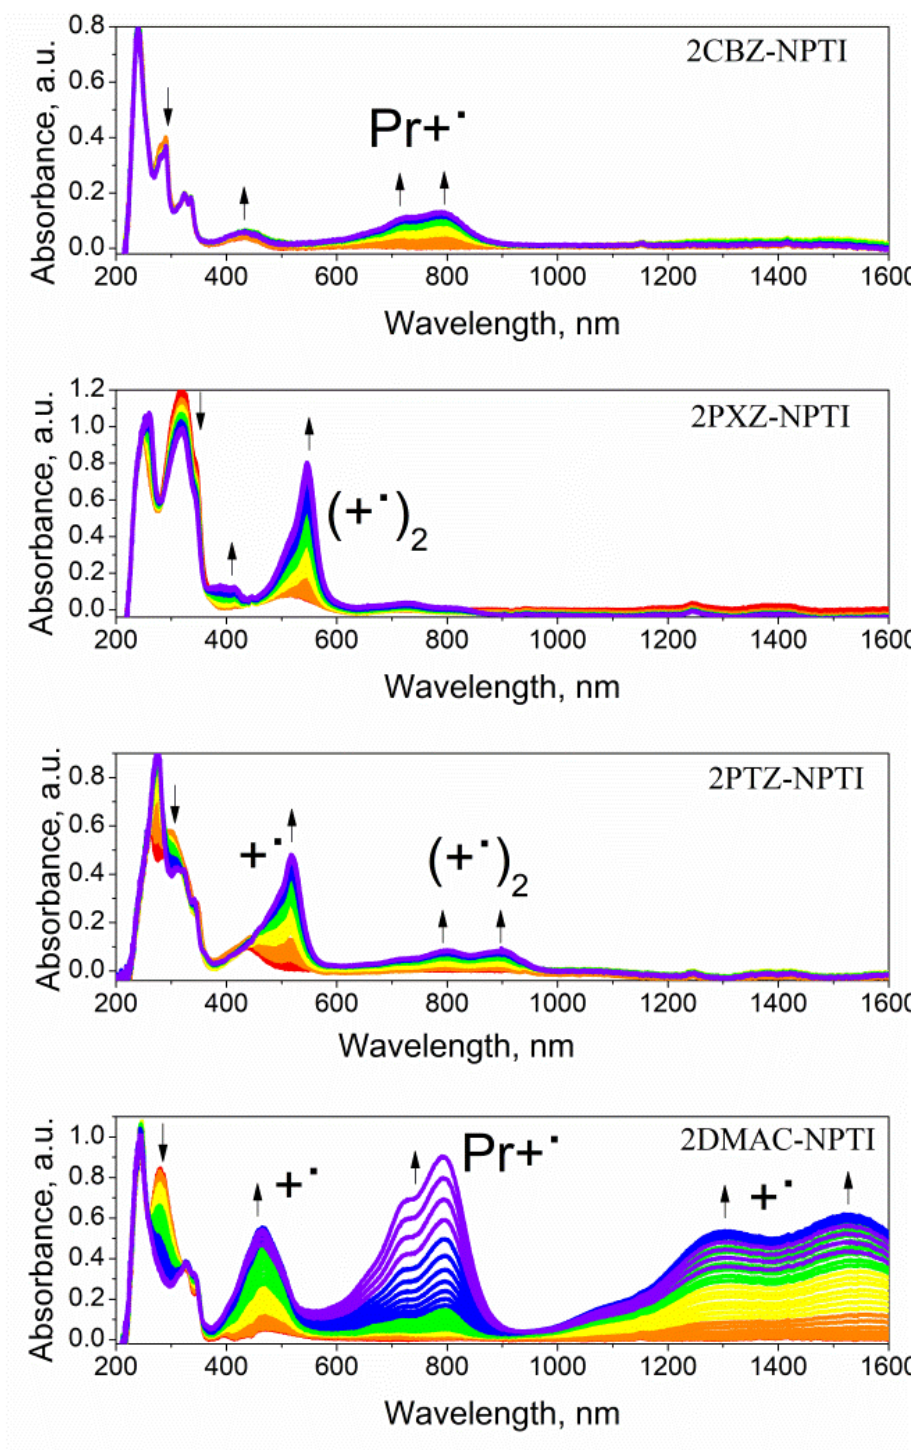 0.8
0.6
0.4
0.2
0.0
Absorbance, a.u.
2CBZ-NPTI
Pr+˙
200 400 600 800 1000 1200 1400 1600
Wavelength, nm
1.2
1.0
0.8
0.6
0.4
0.2
0.0
Absorbance, a.u.
2PXZ-NPTI
(+˙)2
200 400 600 800 1000 1200 1400 1600
Wavelength, nm
0.8
0.6
0.4
0.2
0.0
Absorbance, a.u.
2PTZ-NPTI
+˙
(+˙)2
200 400 600 800 1000 1200 1400 1600
Wavelength, nm
1.0
0.8
0.6
0.4
0.2
0.0
Absorbance, a.u.
2DMAC-NPTI
+˙
Pr+˙
+˙
200 400 600 800 1000 1200 1400 1600
Wavelength, nm